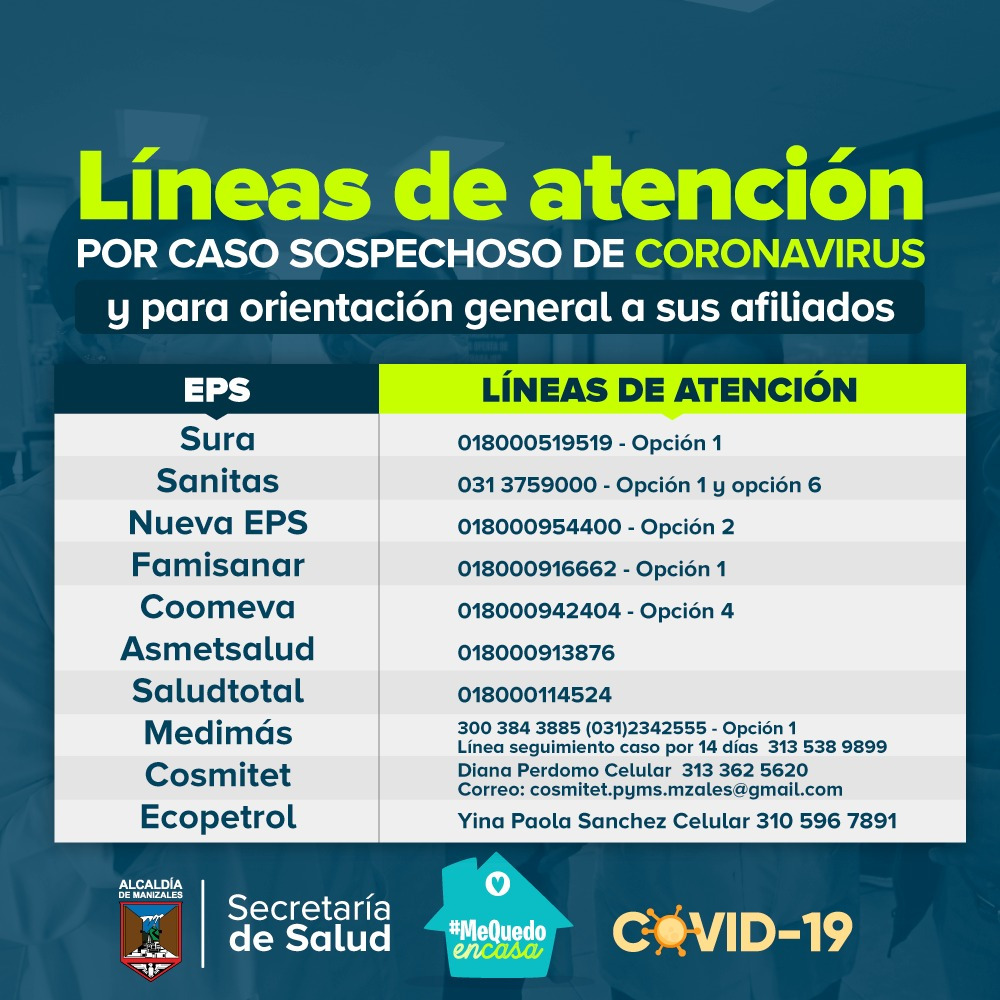 Líneas de atención
POR CASO SOSPECHOSO DE CORONAVIRUS
y para orientación general a sus afiliados
EPS LÍNEAS DE ATENCIÓN
Sura 018000519519 - Opción 1
Sanitas 031 3759000 - Opción 1 y opción 6
Nueva EPS 018000954400 - Opción 2
Famisanar 018000916662 - Opción 1
Coomeva 018000942404 - Opción 4
Asmetsalud 018000913876
Saludtotal 018000114524
Medimás 300 384 3885 (031)2342555 - Opción 1
Línea seguimiento caso por 14 días 313 538 9899
Cosmitet Diana Perdomo Celular 313 362 5620
Correo: cosmitet.pyms.mzales@gmail.com
Ecopetrol Yina Paola Sanchez Celular 310 596 7891
ALCALDÍA
DE MANIZALES
Secretaría
de Salud
#MeQuedo
encasa
COVID-19